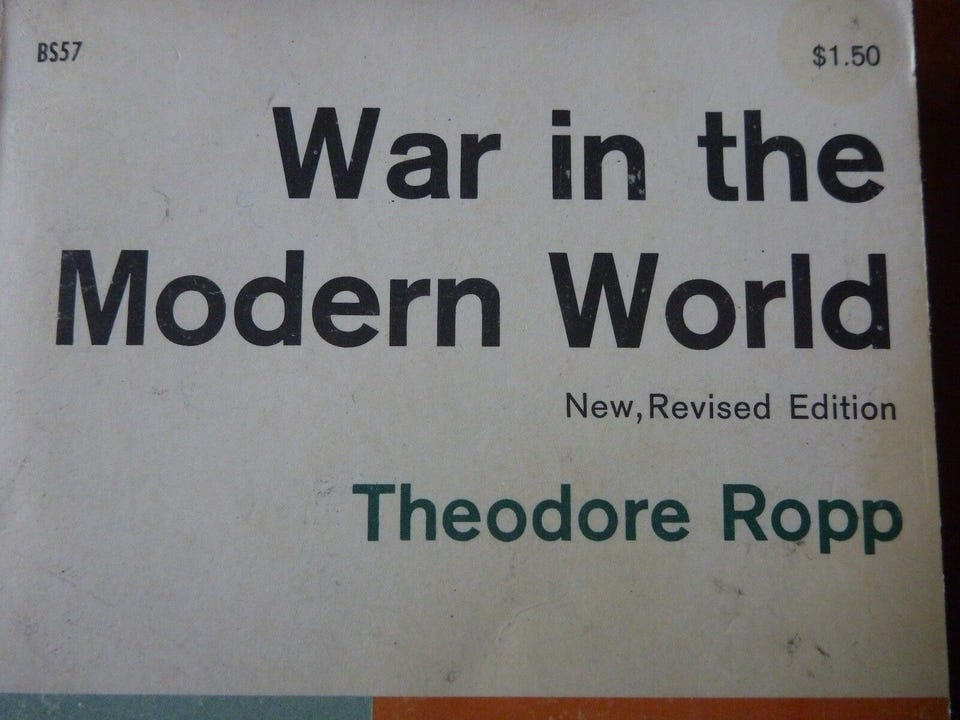 BS57
$1.50
War in the
Modern World
New, Revised Edition
Theodore Ropp